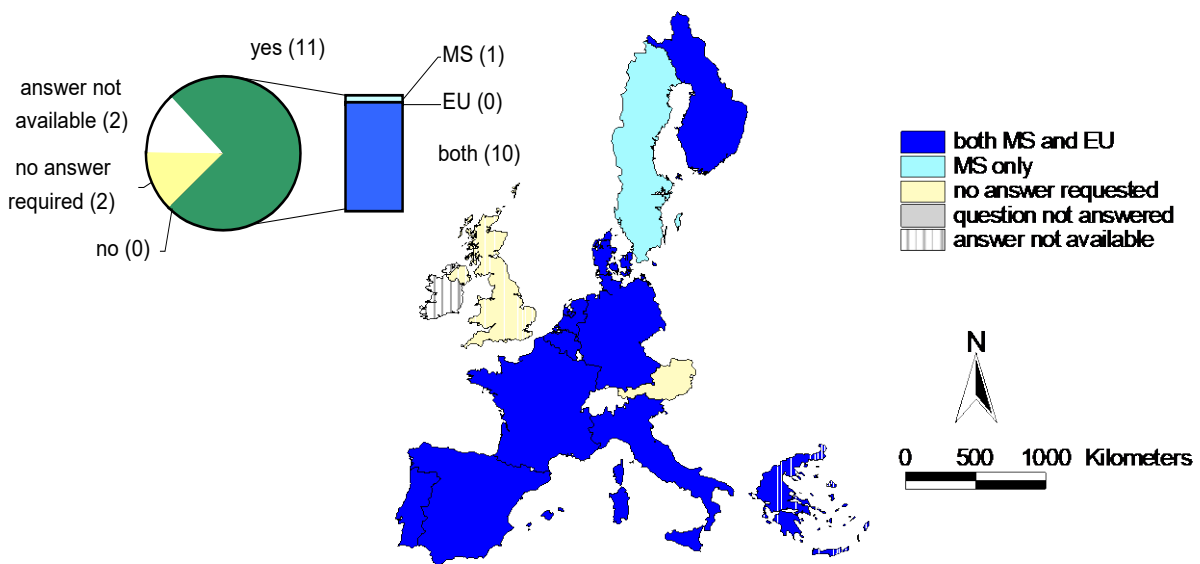 yes (11)
MS (1)
answer not
available (2)
EU (0)
both (10)
no answer
required (2)
no (0)
both MS and EU
MS only
no answer requested
question not answered
answer not available
N
0 500 1000 Kilometers